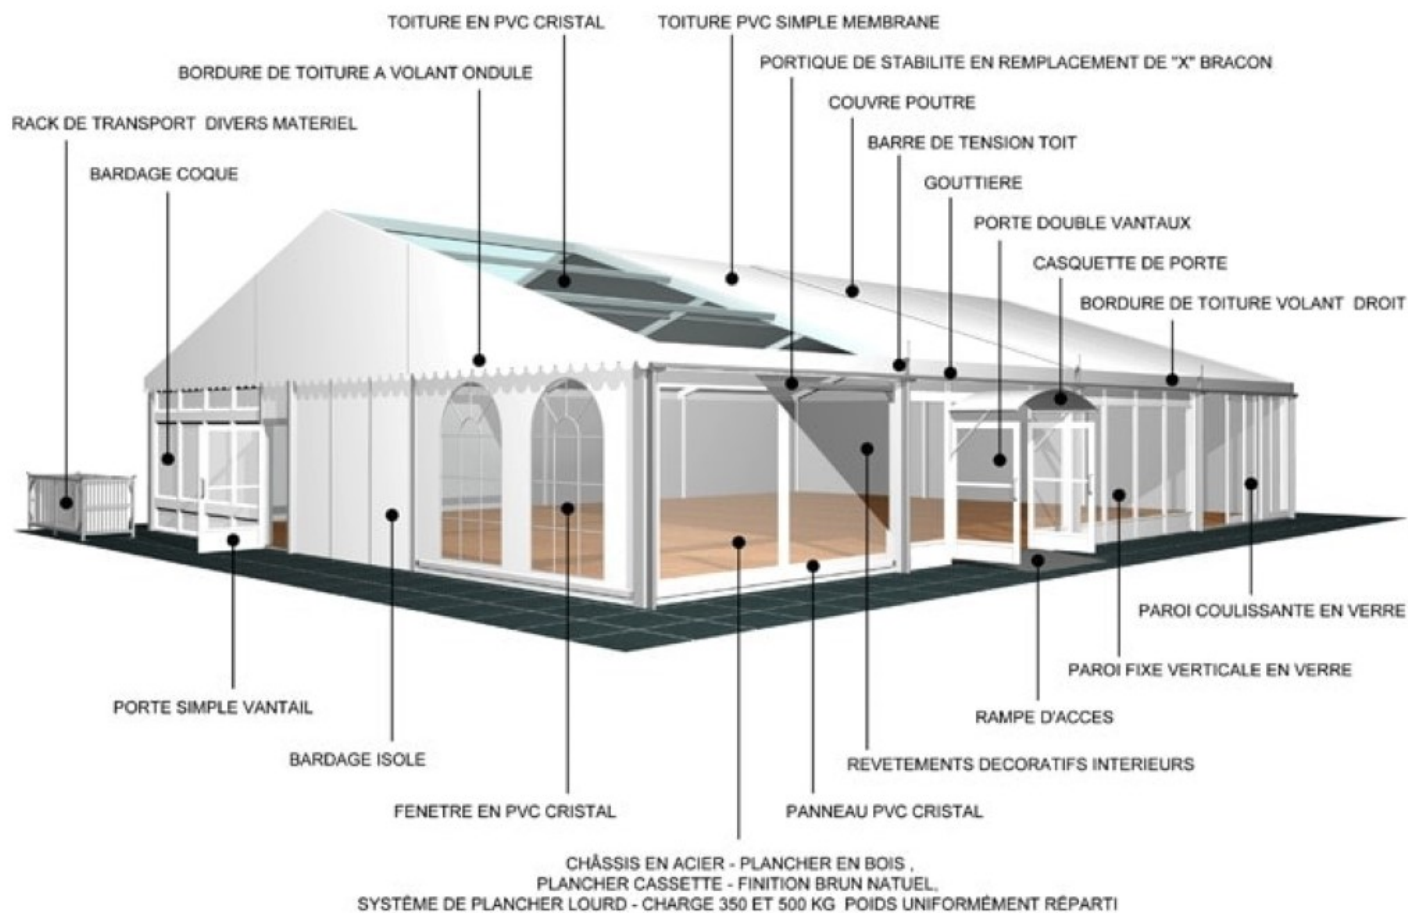 TOITURE EN PVC CRISTAL
TOITURE PVC SIMPLE MEMBRANE
BORDURE DE TOITURE A VOLANT ONDULE
PORTIQUE DE STABILITE EN REMPLACEMENT DE "X" BRACON
RACK DE TRANSPORT DIVERS MATERIEL
COUVRE POUTRE
BARRE DE TENSION TOIT
BARDAGE COQUE
GOUTTIERE
PORTE DOUBLE VANTAUX
CASQUETTE DE PORTE
BORDURE DE TOITURE VOLANT DROIT
PAROI COULISSANTE EN VERRE
PAROI FIXE VERTICALE EN VERRE
PORTE SIMPLE VANTAIL
RAMPE D'ACCES
BARDAGE ISOLE
REVETEMENTS DECORATIFS INTERIEURS
FENETRE EN PVC CRISTAL
PANNEAU PVC CRISTAL
CHÂSSIS EN ACIER - PLANCHER EN BOIS ,
PLANCHER CASSETTE - FINITION BRUN NATUEL,
SYSTÈME DE PLANCHER LOURD - CHARGE 350 ET 500 KG POIDS UNIFORMÉMENT RÉPARTI